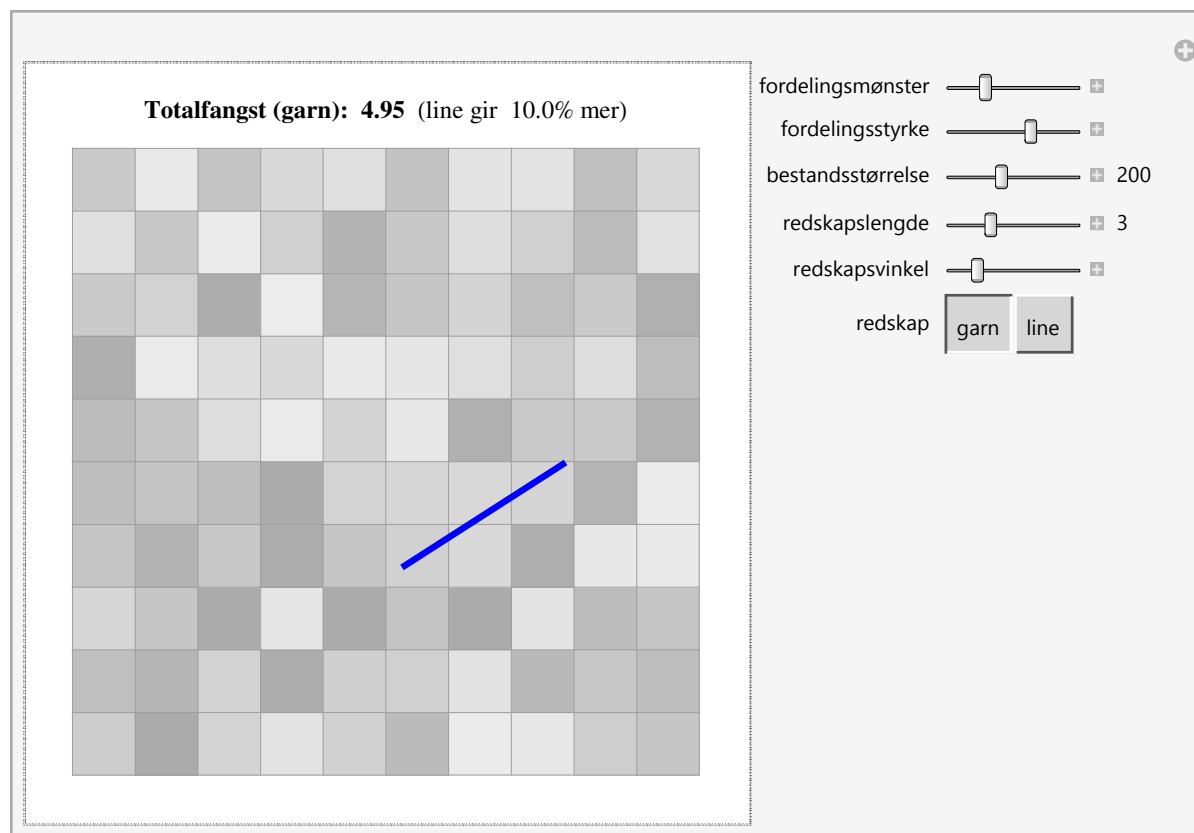 Totalfangst (garn): 4.95 (line gir 10.0% mer)
fordelingsmønster
fordelingsstyrke
bestandsstørrelse 200
redskapslengde 3
redskapsvinkel
redskap garn line